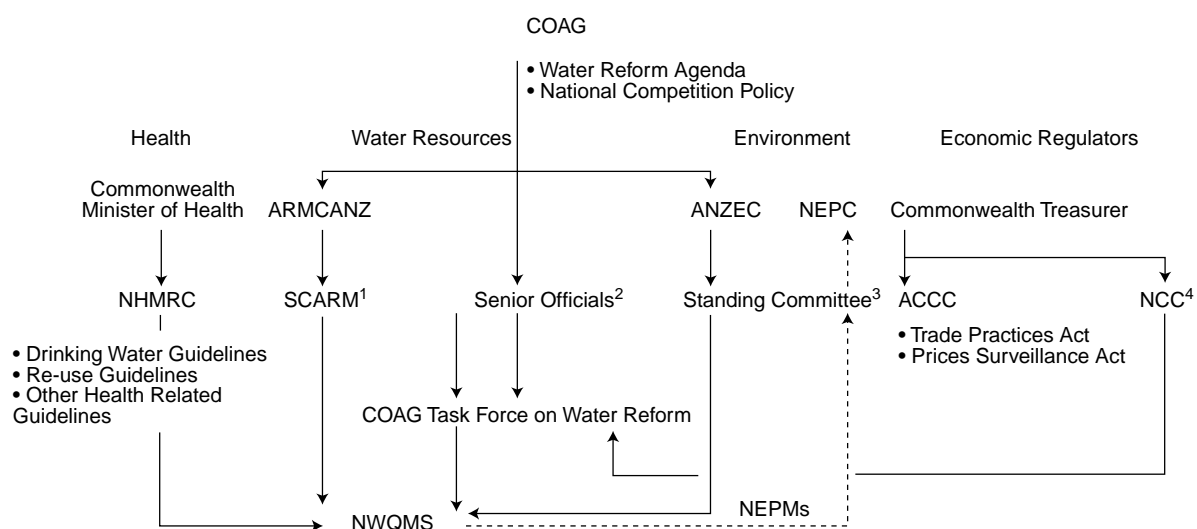 COAG
• Water Reform Agenda
• National Competition Policy
Health
Water Resources
Environment
Economic Regulators
Commonwealth
Minister of Health
ARMCANZ
ANZEC
NEPC
Commonwealth Treasurer
NHMRC
SCARM1
Senior Officials2
Standing Committee3
ACCC
NCC4
• Drinking Water Guidelines
• Re-use Guidelines
• Other Health Related
Guidelines
• Trade Practices Act
• Prices Surveillance Act
COAG Task Force on Water Reform
NWQMS
NEPMs